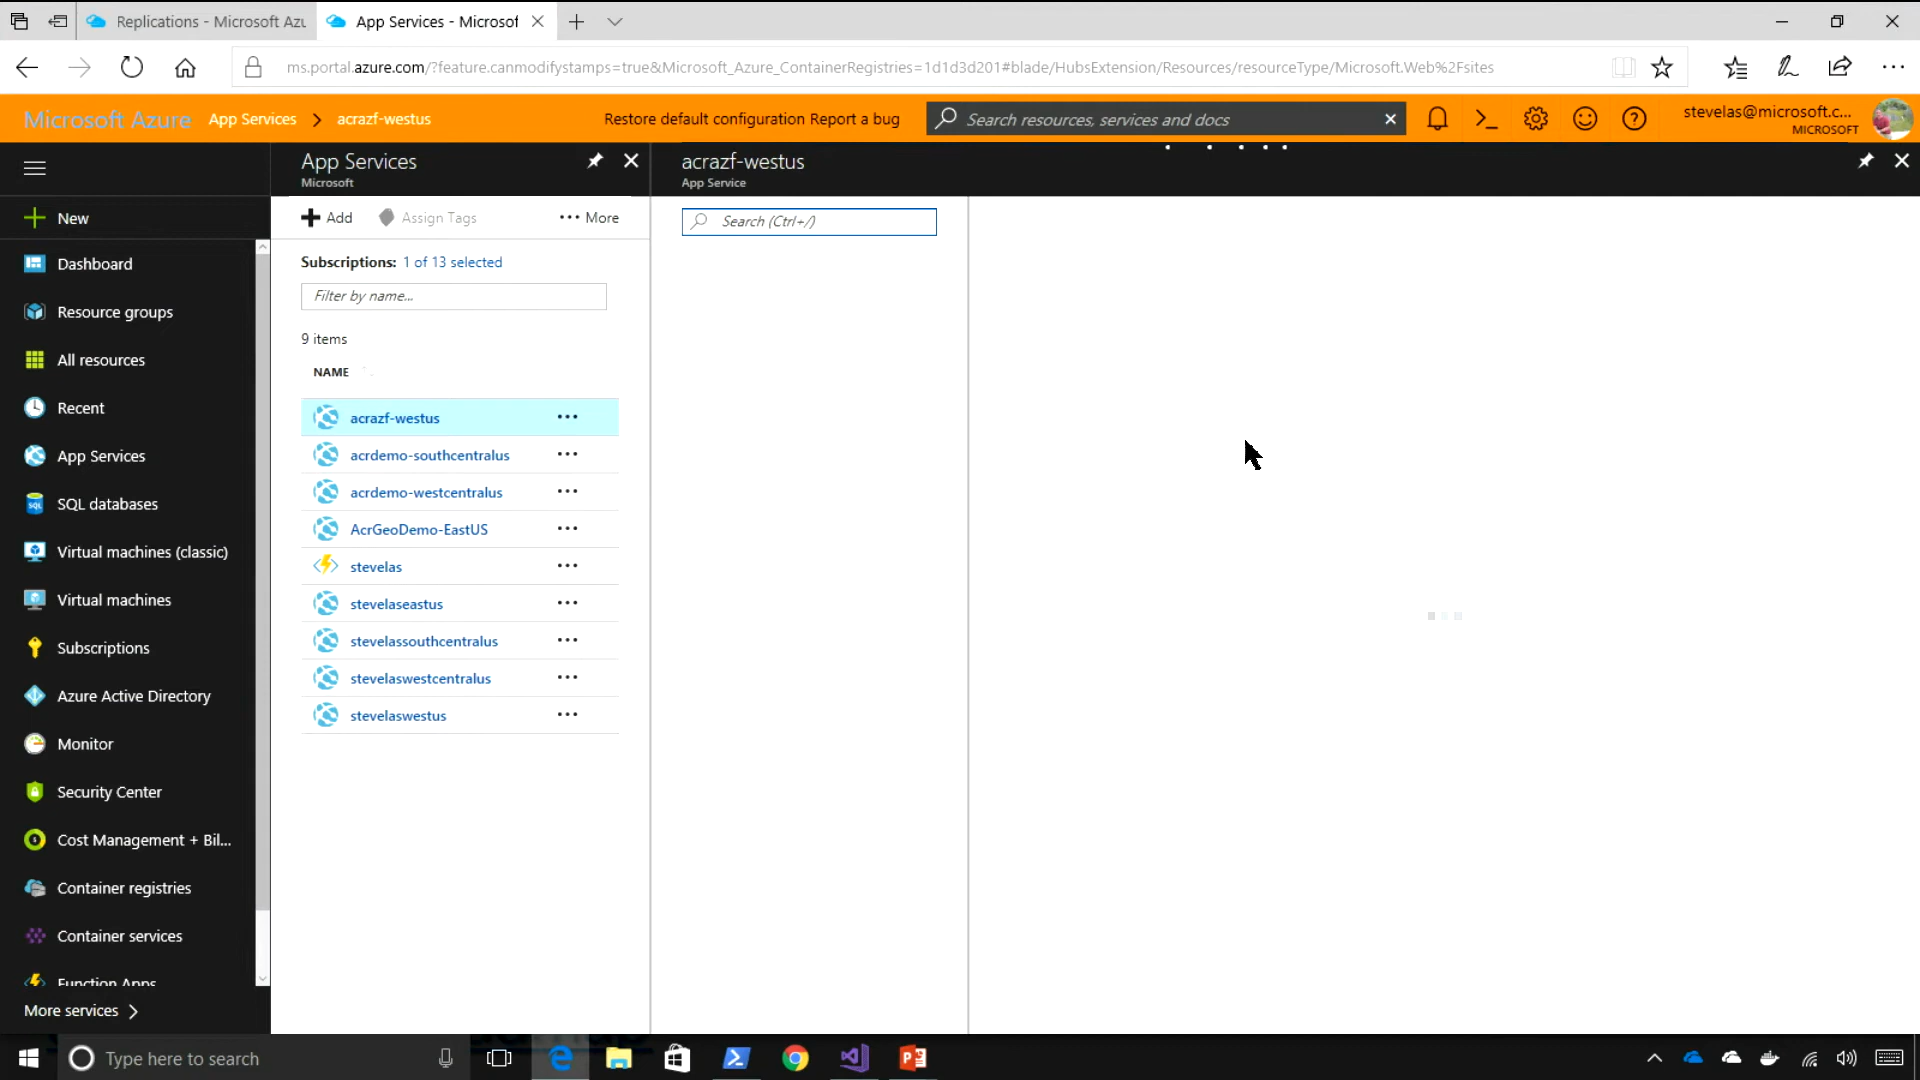 Replications - Microsoft Azu
App Services - Microsof
ms.portal.azure.com/?feature.canmodifystamps=true&Microsoft_Azure_ContainerRegistries=1d1d3d201#blade/HubsExtension/Resources/resourceType/Microsoft.Web%2Fsites
Microsoft Azure App Services > acrazf-westus
Restore default configuration Report a bug
Search resources, services and docs
stevelas@microsoft.c...
MICROSOFT
New
Dashboard
Resource groups
All resources
Recent
App Services
SQL databases
Virtual machines (classic)
Virtual machines
Subscriptions
Azure Active Directory
Monitor
Security Center
Cost Management + Bil...
Container registries
Container services
Function Apps
More services >
App Services
Microsoft
Add
Assign Tags
More
Subscriptions: 1 of 13 selected
Filter by name...
9 items
NAME
acrazf-westus
acrdemo-southcentralus
acrdemo-westcentralus
AcrGeoDemo-EastUS
stevelas
stevelaseastus
stevelassouthcentralus
stevelaswestcentralus
stevelaswestus
acrazf-westus
App Service
Search (Ctrl+/)
Type here to search